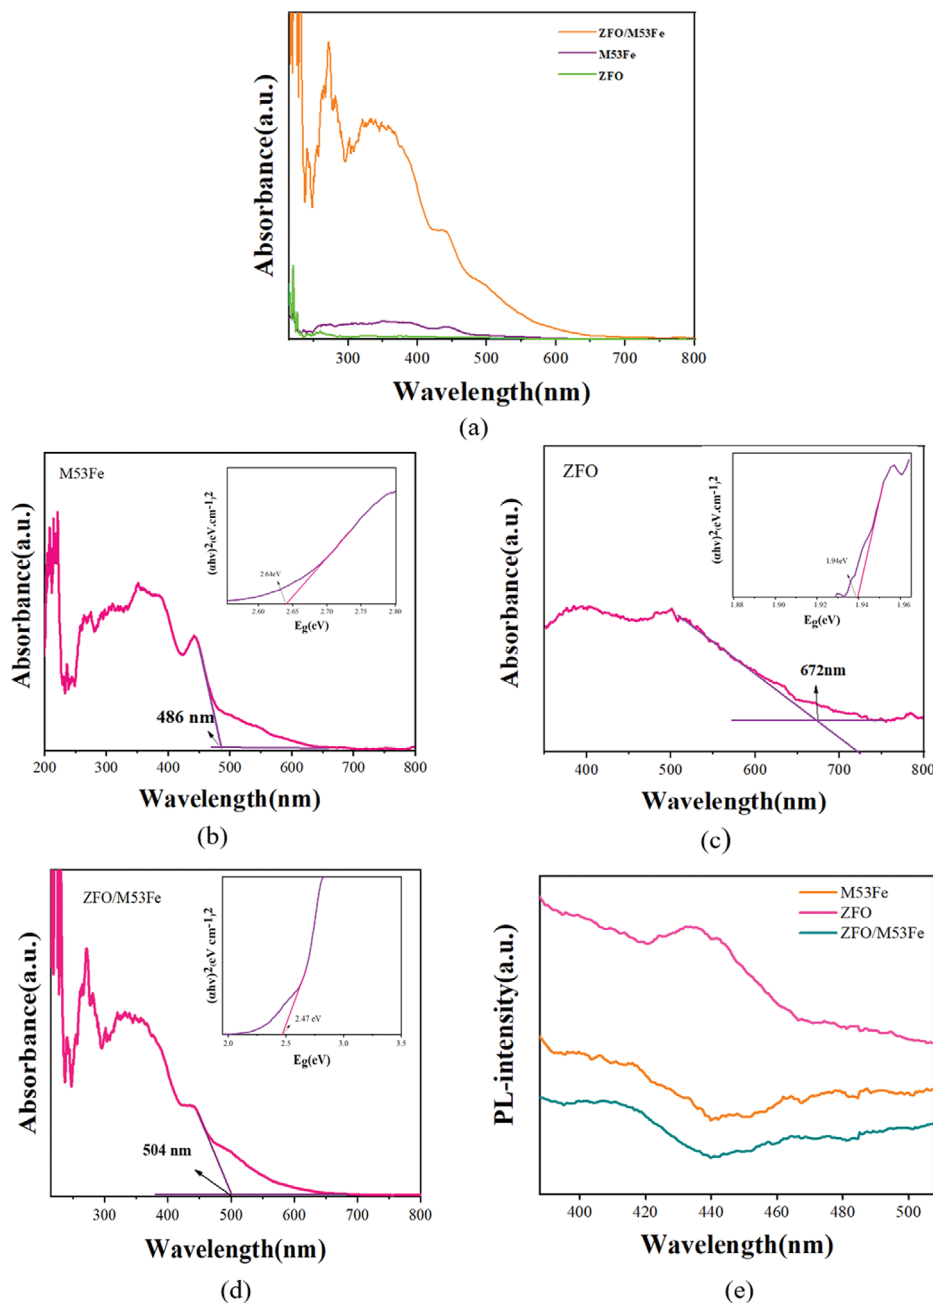 ZFO/M53Fe
M53Fe
ZFO
Absorbance(a.u.)
300 400 500 600 700 800
Wavelength(nm)
(a)
M53Fe
Absorbance(a.u.)
(αhν)²,(eV.cm-1,2
2.64eV
2.60 2.65 2.70 2.75 2.80
Eg(eV)
486 nm
200 300 400 500 600 700 800
Wavelength(nm)
(b)
ZFO
Absorbance(a.u.)
(αhν)²,(eV.cm-1,2
1.94eV
1.88 1.90 1.92 1.94 1.96
Eg(eV)
672nm
400 500 600 700 800
Wavelength(nm)
(c)
ZFO/M53Fe
Absorbance(a.u.)
(αhν)²,(eV cm-1,2
2.47 eV
2.0 2.5 3.0 3.5
Eg(eV)
504 nm
300 400 500 600 700 800
Wavelength(nm)
(d)
M53Fe
ZFO
ZFO/M53Fe
PL-intensity(a.u.)
400 420 440 460 480 500
Wavelength(nm)
(e)